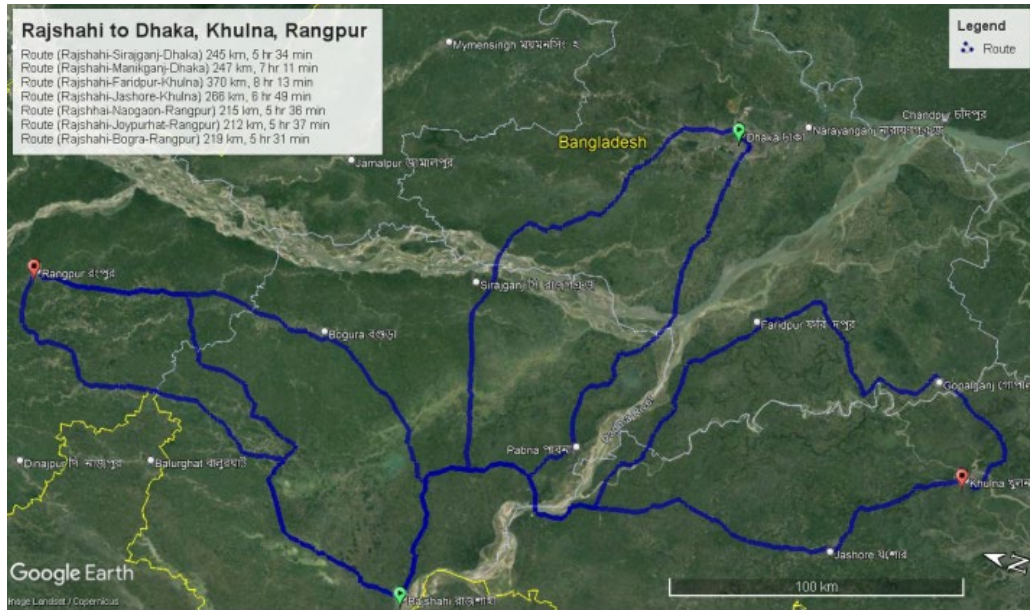 Rajshahi to Dhaka, Khulna, Rangpur
Route (Rajshahi-Sirajganj-Dhaka) 245 km, 5 hr 34 min
Route (Rajshahi-Manikganj-Dhaka) 247 km, 7 hr 11 min
Route (Rajshahi-Faridpur-Khulna) 370 km, 8 hr 13 min
Route (Rajshahi-Jashore-Khulna) 266 km, 6 hr 49 min
Route (Rajshhai-Naogaon-Rangpur) 215 km, 5 hr 36 min
Route (Rajshahi-Joypurhat-Rangpur) 212 km, 5 hr 37 min
Route (Rajshahi-Bogra-Rangpur) 219 km, 5 hr 31 min
Legend
Route
Mymensingh
Chandpur চাঁদপুর
Narayanganj
Dhaka ঢাকা
Bangladesh
Jamalpur জামালপুর
Rangpur রংপুর
Sirajganj
Bogura বগুড়া
Faridpur
Gopalganj
Pabna পাবনা
Dinajpur
Balurghat বালুরঘাট
Khulna
Jashore যশোর
Google Earth
100 km
N
Image Landsat / Copernicus
Rajshahi রাজশাহী